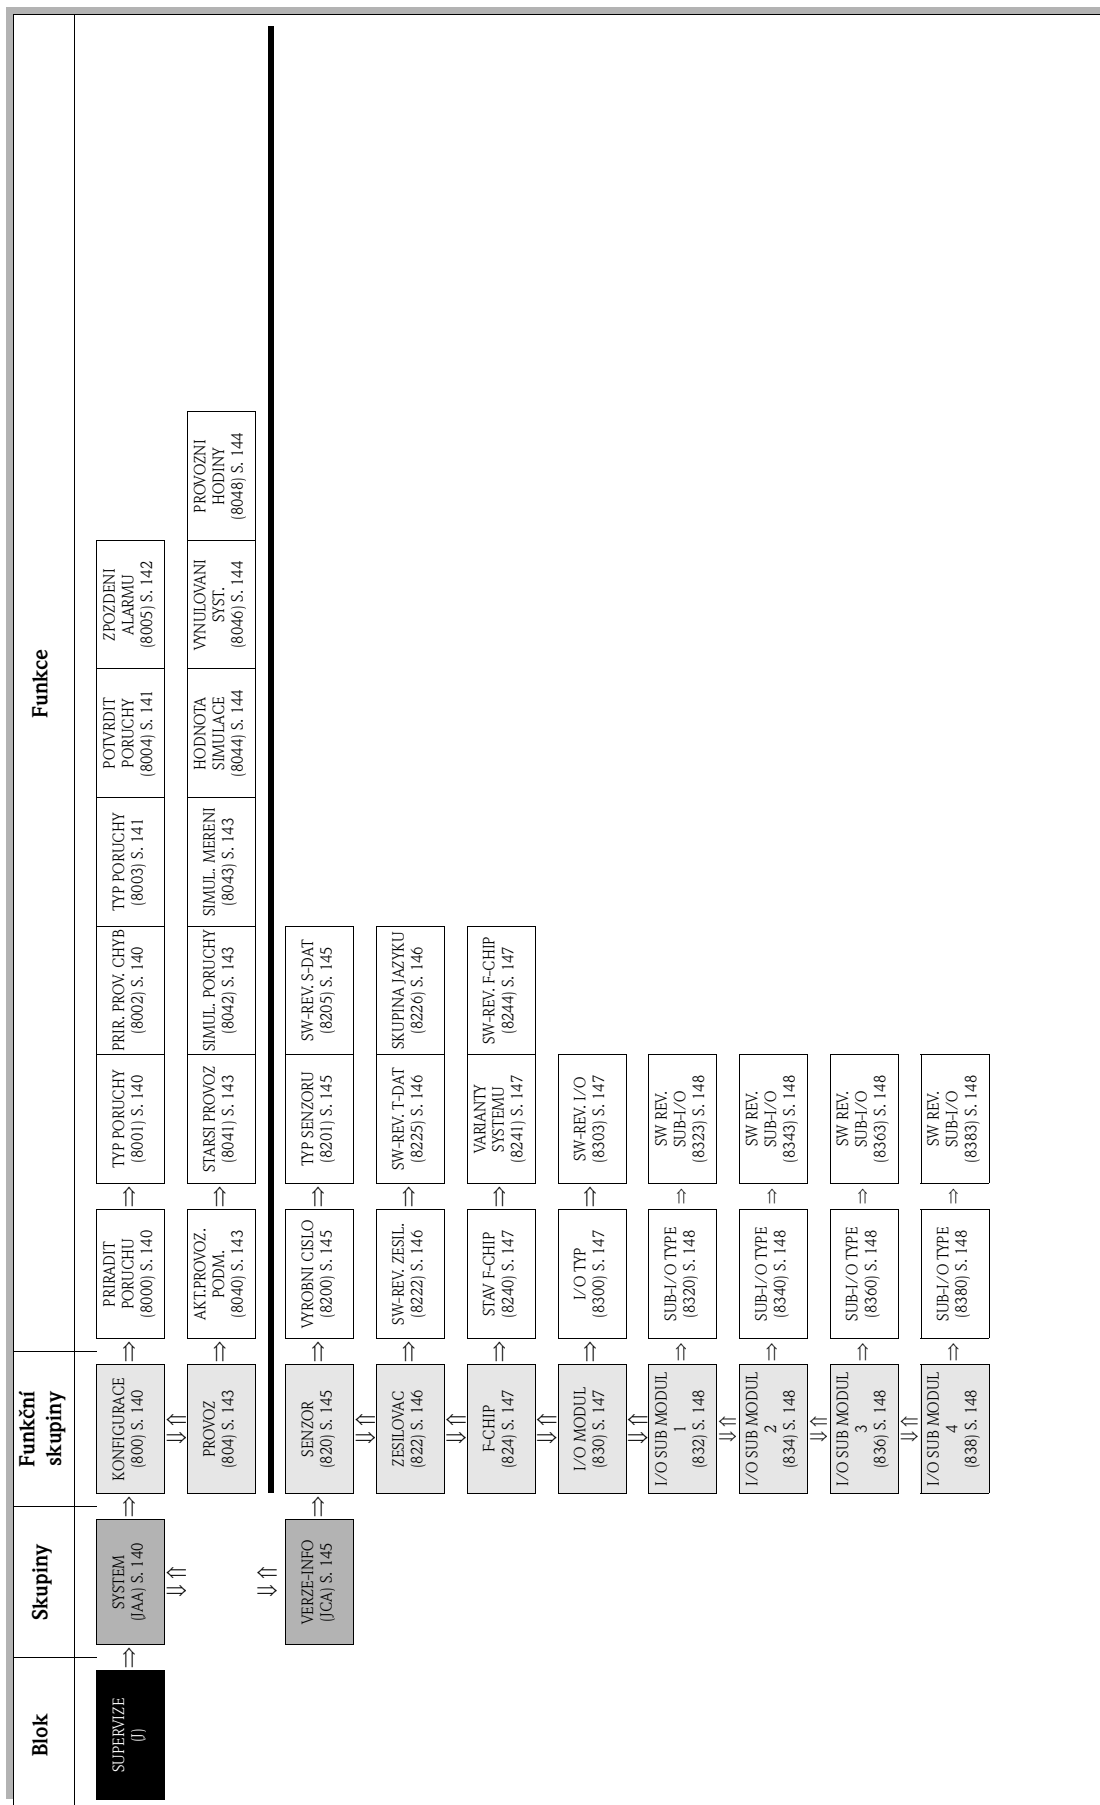 Blok
Skupiny
Funkční
skupiny
Funkce
SUPERVIZE
(J)
SYSTEM
(JAA) S. 140
KONFIGURACE
(800) S. 140
PRIRADIT
PORUCHU
(8000) S. 140
TYP PORUCHY
(8001) S. 140
PRIR. PROV. CHYB
(8002) S. 140
TYP PORUCHY
(8003) S. 141
POTVRDIT
PORUCHY
(8004) S. 141
ZPOZDENI
ALARMU
(8005) S. 142
PROVOZ
(804) S. 143
AKT.PROVOZ.
PODM.
(8040) S. 143
STARSI PROVOZ
(8041) S. 143
SIMUL. PORUCHY
(8042) S. 143
SIMUL. MERENI
(8043) S. 143
HODNOTA
SIMULACE
(8044) S. 144
VYNULOVANI
SYST.
(8046) S. 144
PROVOZNI
HODINY
(8048) S. 144
VERZE-INFO
(JCA) S. 145
SENZOR
(820) S. 145
VYROBNI CISLO
(8200) S. 145
TYP SENZORU
(8201) S. 145
SW-REV. S-DAT
(8205) S. 145
ZESILOVAC
(822) S. 146
SW-REV. ZESIL.
(8222) S. 146
SW-REV. T-DAT
(8225) S. 146
SKUPINA JAZYKU
(8226) S. 146
F-CHIP
(824) S. 147
STAV F-CHIP
(8240) S. 147
VARIANTY
SYSTEMU
(8241) S. 147
SW-REV. F-CHIP
(8244) S. 147
I/O MODUL
(830) S. 147
I/O TYP
(8300) S. 147
SW-REV. I/O
(8303) S. 147
I/O SUB MODUL
1
(832) S. 148
SUB-I/O TYPE
(8320) S. 148
SW REV.
SUB-I/O
(8323) S. 148
I/O SUB MODUL
2
(834) S. 148
SUB-I/O TYPE
(8340) S. 148
SW REV.
SUB-I/O
(8343) S. 148
I/O SUB MODUL
3
(836) S. 148
SUB-I/O TYPE
(8360) S. 148
SW REV.
SUB-I/O
(8363) S. 148
I/O SUB MODUL
4
(838) S. 148
SUB-I/O TYPE
(8380) S. 148
SW REV.
SUB-I/O
(8383) S. 148